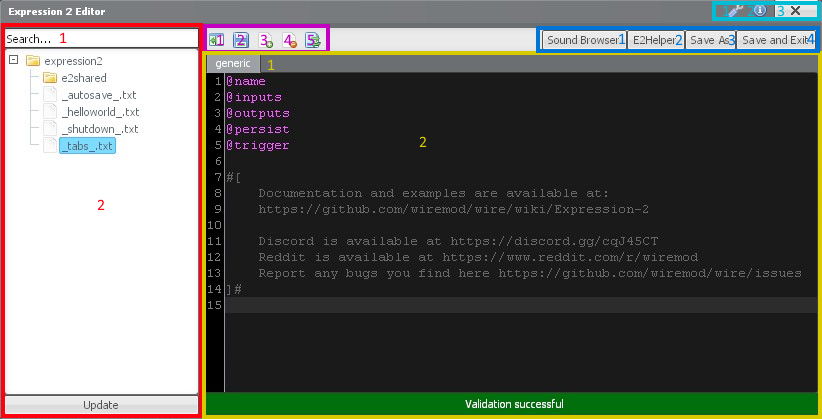 Expression 2 Editor
1 2 3
Search... 1
1 2 3 4 5
Sound Browser 1 E2Helper 2 Save As 3 Save and Exit 4
expression2
e2shared
_autosave_.txt
_helloworld_.txt
_shutdown_.txt
_tabs_.txt
2
Update
generic 1
1 @name
2 @inputs
3 @outputs
4 @persist
5 @trigger
2
6
7 #[
8 Documentation and examples are available at:
9 https://github.com/wiremod/wire/wiki/Expression-2
10
11 Discord is available at https://discord.gg/cqJ45CT
12 Reddit is available at https://www.reddit.com/r/wiremod
13 Report any bugs you find here https://github.com/wiremod/wire/issues
14 ]#
15
Validation successful